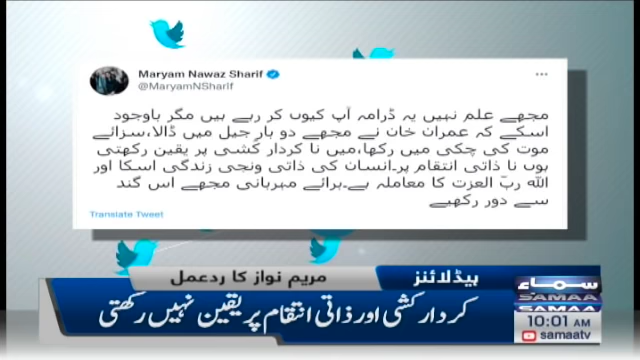 Maryam Nawaz Sharif
@MaryamNSharif
مجھے علم نہیں یہ ڈرامہ آپ کیوں کر رہے ہیں مگر باوجود
اسکے کہ عمران خان نے مجھے دو بار جیل میں ڈالا،سزائے
موت کی چکی میں رکھا،میں نا کردار کُشی پر یقین رکھتی
ہوں نا ذاتی انتقام پر۔انسان کی ذاتی ونجی زندگی اسکا اور
اللّٰہ ربّ العزت کا معاملہ ہے۔برائے مہربانی مجھے اس گند
سے دور رکھیے
Translate Tweet
ہیڈلائنز
مریم نواز کا ردعمل
کردار کشی اور ذاتی انتقام پر یقین نہیں رکھتی
سماء
SAMAA
SAMAA
10:01 AM
samaatv